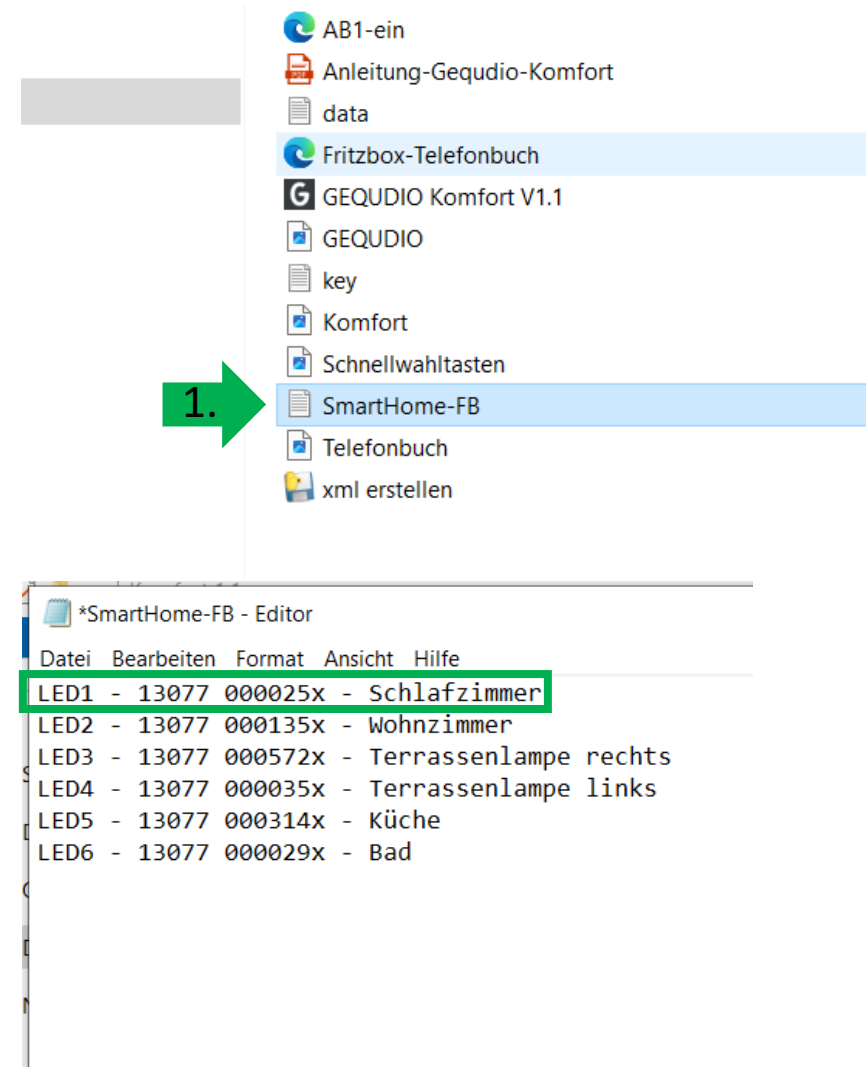 AB1-ein
Anleitung-Gequdio-Komfort
data
Fritzbox-Telefonbuch
GEQUDIO Komfort V1.1
GEQUDIO
key
Komfort
Schnellwahltasten
1. SmartHome-FB
Telefonbuch
xml erstellen
*SmartHome-FB - Editor
Datei Bearbeiten Format Ansicht Hilfe
LED1 - 13077 000025x - Schlafzimmer
LED2 - 13077 000135x - Wohnzimmer
LED3 - 13077 000572x - Terrassenlampe rechts
LED4 - 13077 000035x - Terrassenlampe links
LED5 - 13077 000314x - Küche
LED6 - 13077 000029x - Bad